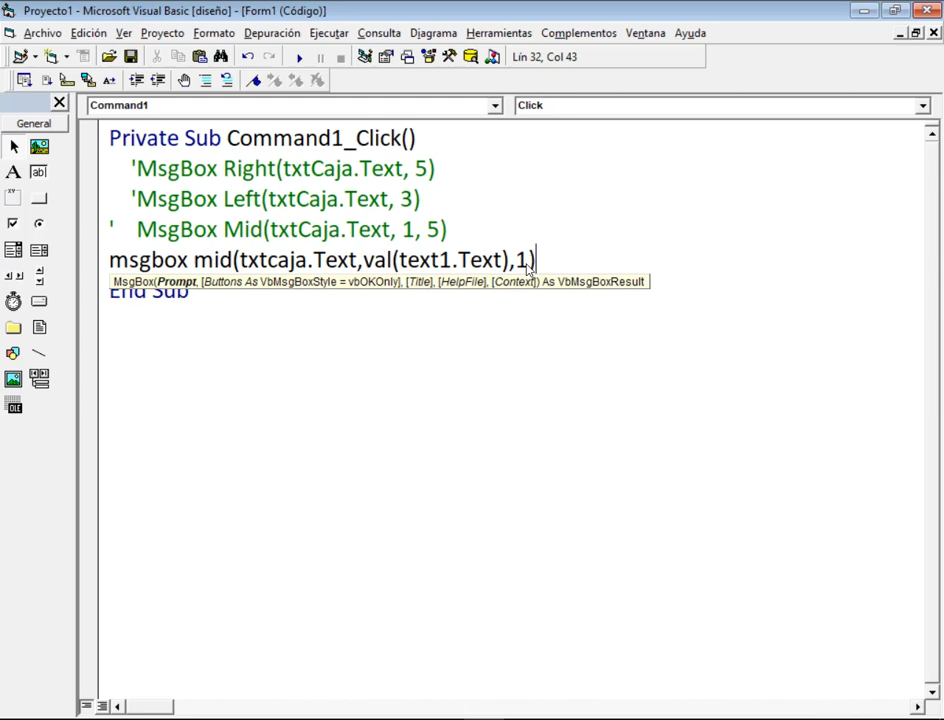 Proyecto1 - Microsoft Visual Basic [diseño] - [Form1 (Código)]
Archivo Edición Ver Proyecto Formato Depuración Ejecutar Consulta Diagrama Herramientas Complementos Ventana Ayuda
Lín 32, Col 43
Command1 Click
General
Private Sub Command1_Click()
'MsgBox Right(txtCaja.Text, 5)
'MsgBox Left(txtCaja.Text, 3)
' MsgBox Mid(txtCaja.Text, 1, 5)
msgbox mid(txtcaja.Text,val(text1.Text),1)
MsgBox(Prompt, [Buttons As VbMsgBoxStyle = vbOKOnly], [Title], [HelpFile], [Context]) As VbMsgBoxResult
End Sub